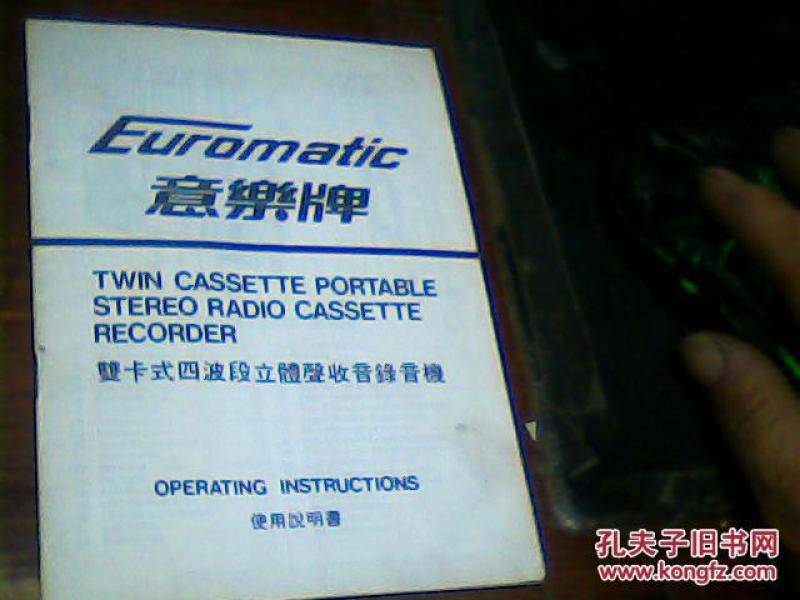 Euromatic
意樂牌
TWIN CASSETTE PORTABLE
STEREO RADIO CASSETTE
RECORDER
雙卡式四波段立體聲收音錄音機
OPERATING INSTRUCTIONS
使用說明書
孔夫子旧书网
www.kongfz.com